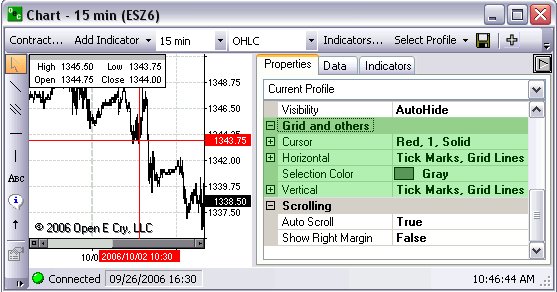 Chart - 15 min (ESZ6)
Contract... Add Indicator 15 min OHLC Indicators... Select Profile
High 1345.50 Low 1343.75
Open 1344.75 Close 1344.00
1348.75
1346.50
1343.75
1342.00
1339.75
1338.50
1337.50
ABC
© 2006 Open E Cry, LLC
10/0 2006/10/02 10:30
Properties Data Indicators
Current Profile
Visibility AutoHide
Grid and others
Cursor Red, 1, Solid
Horizontal Tick Marks, Grid Lines
Selection Color Gray
Vertical Tick Marks, Grid Lines
Scrolling
Auto Scroll True
Show Right Margin False
Connected 09/26/2006 16:30 10:46:44 AM